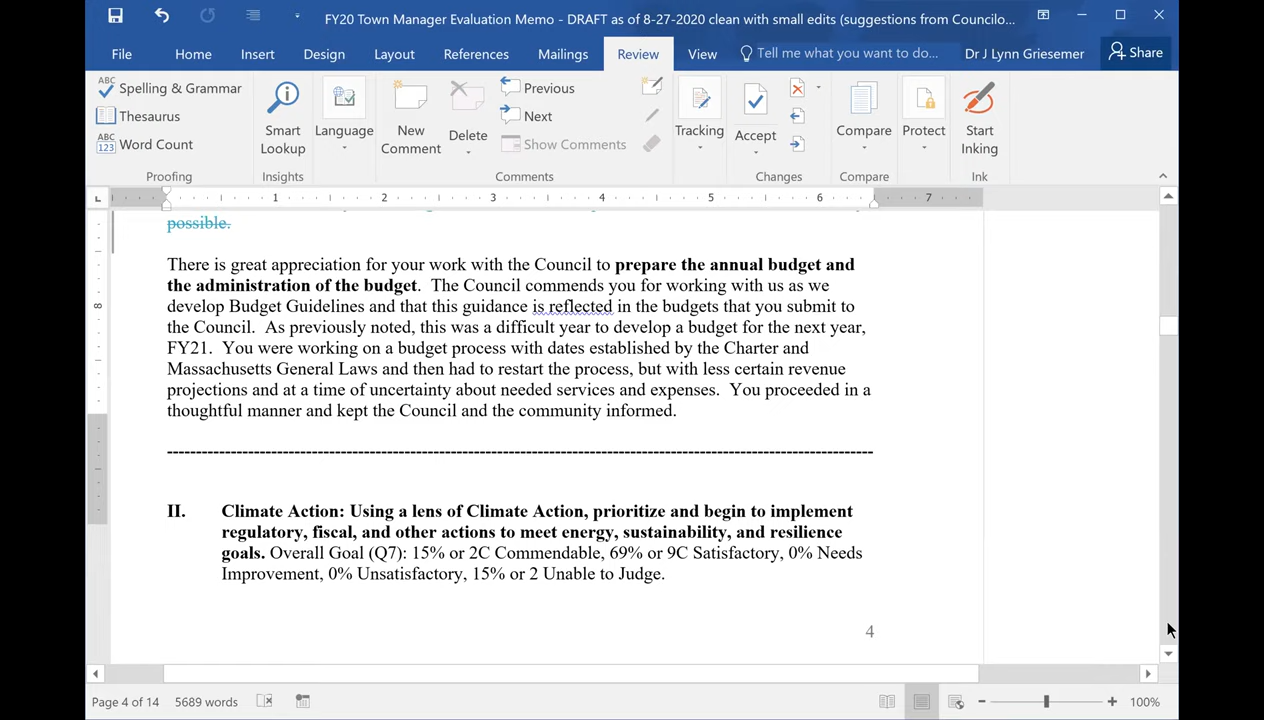 FY20 Town Manager Evaluation Memo - DRAFT as of 8-27-2020 clean with small edits (suggestions from Councilo...
File Home Insert Design Layout References Mailings Review View Tell me what you want to do... Dr J Lynn Griesemer Share
ABC Spelling & Grammar
Thesaurus
ABC 123 Word Count
Proofing
Smart Lookup
Insights
Language
New Comment
Delete
Previous
Next
Show Comments
Comments
Tracking
Accept
Changes
Compare
Compare
Protect
Start Inking
Ink
1 2 3 4 5 6 7
8
possible.
There is great appreciation for your work with the Council to prepare the annual budget and
the administration of the budget. The Council commends you for working with us as we
develop Budget Guidelines and that this guidance is reflected in the budgets that you submit to
the Council. As previously noted, this was a difficult year to develop a budget for the next year,
FY21. You were working on a budget process with dates established by the Charter and
Massachusetts General Laws and then had to restart the process, but with less certain revenue
projections and at a time of uncertainty about needed services and expenses. You proceeded in a
thoughtful manner and kept the Council and the community informed.
--------------------------------------------------------------------------------
II. Climate Action: Using a lens of Climate Action, prioritize and begin to implement
regulatory, fiscal, and other actions to meet energy, sustainability, and resilience
goals. Overall Goal (Q7): 15% or 2C Commendable, 69% or 9C Satisfactory, 0% Needs
Improvement, 0% Unsatisfactory, 15% or 2 Unable to Judge.
4
Page 4 of 14 5689 words 100%